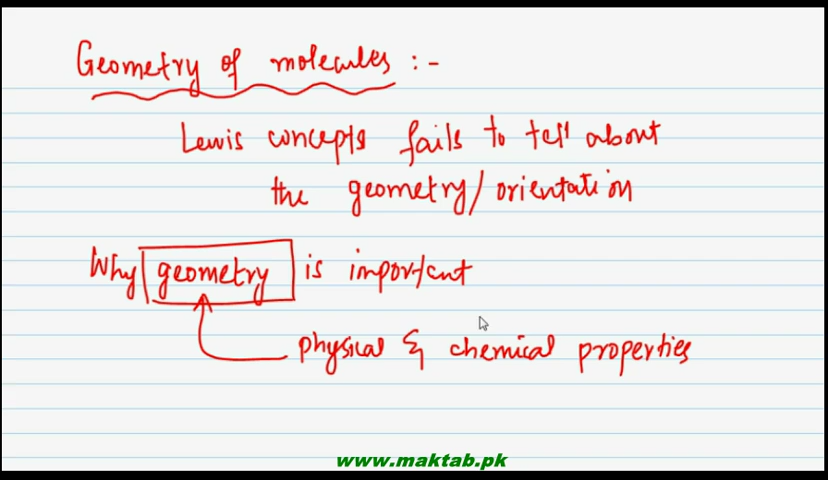 Geometry of molecules :-
Lewis concepts fails to tell about
the geometry/orientation
Why geometry is important
physical & chemical properties
www.maktab.pk